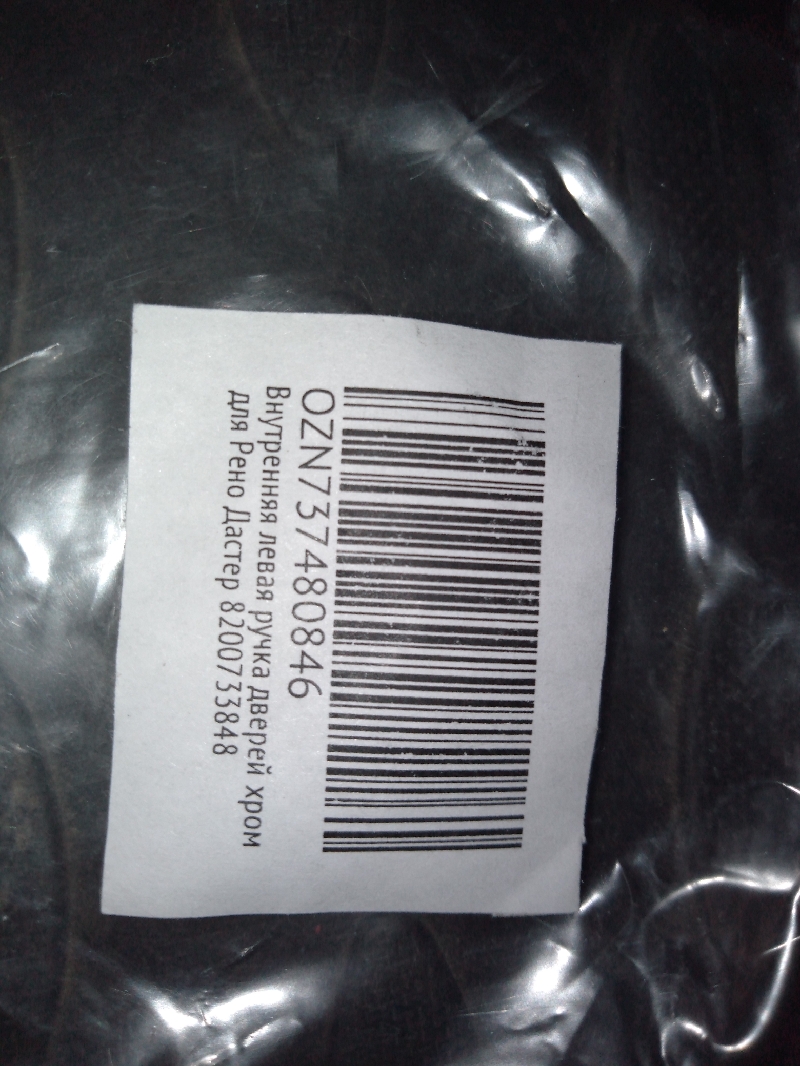 OZN737480846
Внутренняя левая ручка дверей хром
для Рено Дастер 8200733848